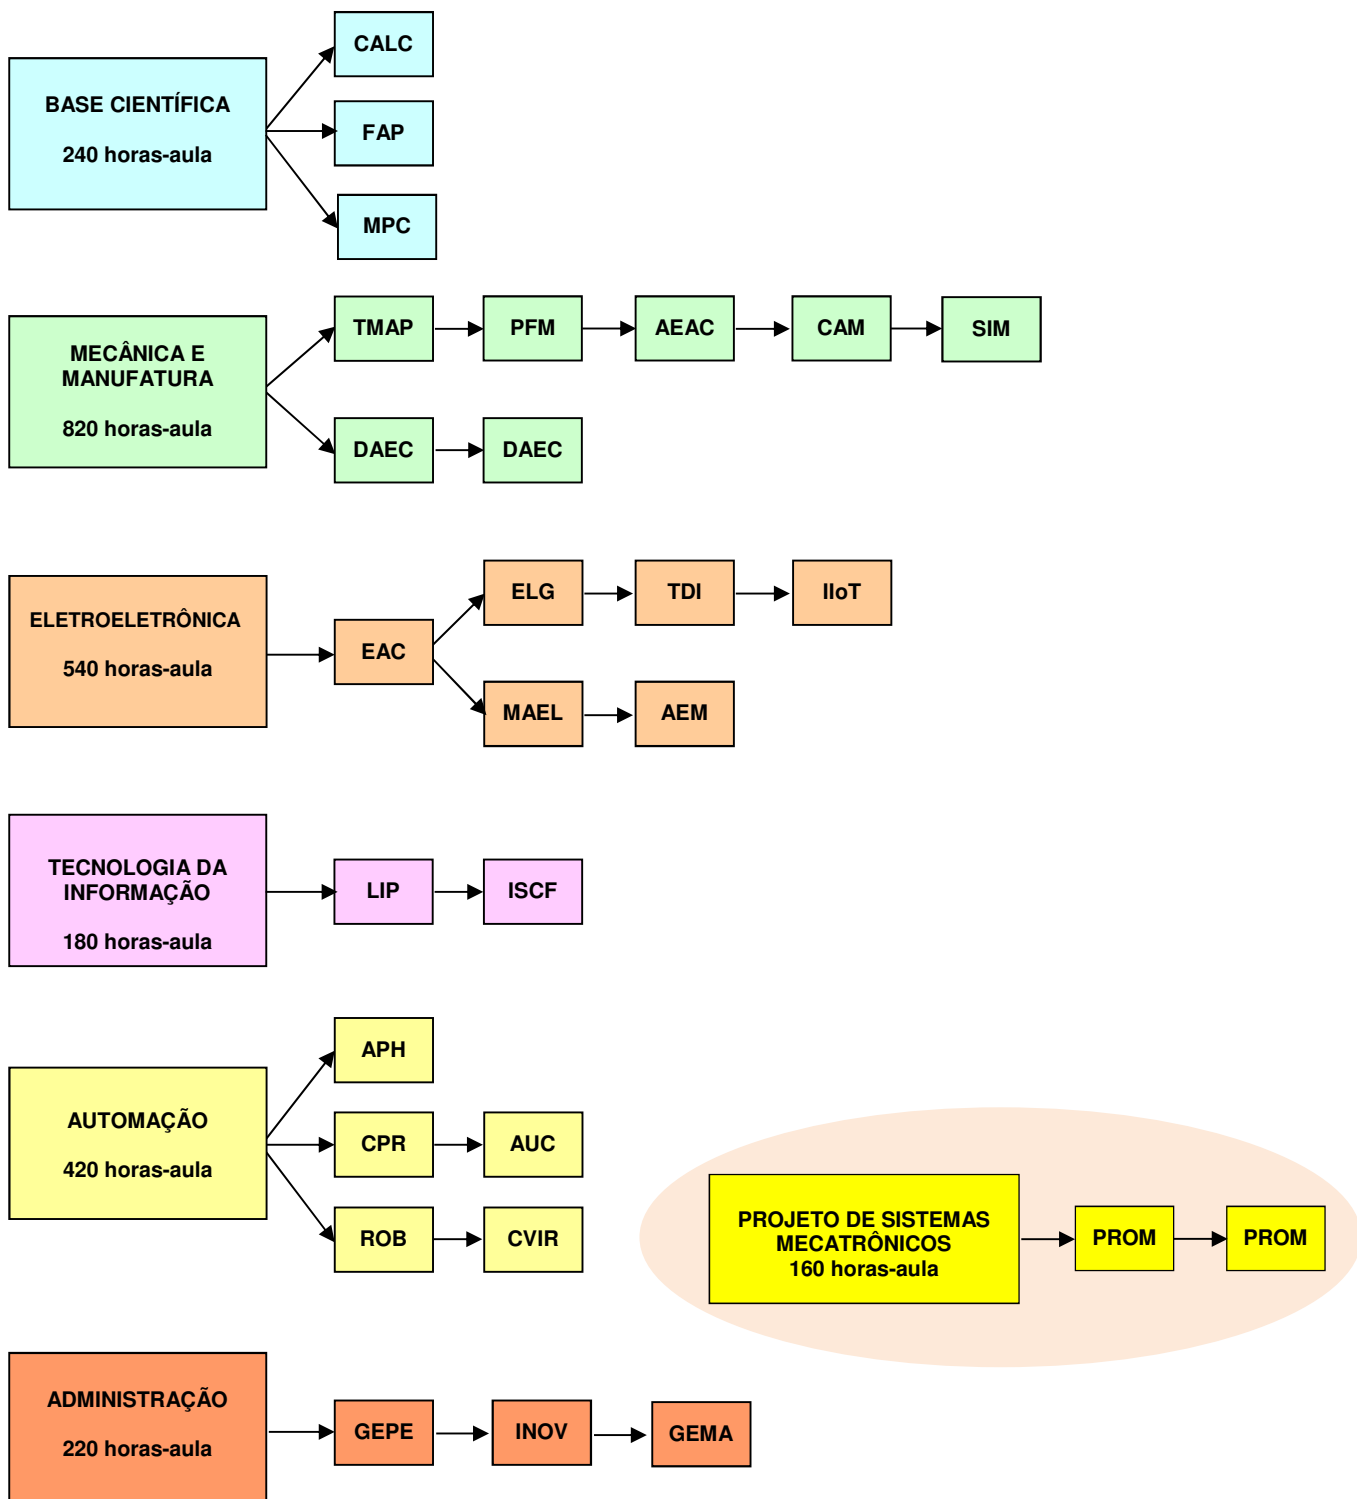 BASE CIENTÍFICA
240 horas-aula
CALC
FAP
MPC
MECÂNICA E
MANUFATURA
820 horas-aula
TMAP
PFM
AEAC
CAM
SIM
DAEC
DAEC
ELETROELETRÔNICA
540 horas-aula
EAC
ELG
TDI
IIoT
MAEL
AEM
TECNOLOGIA DA
INFORMAÇÃO
180 horas-aula
LIP
ISCF
AUTOMAÇÃO
420 horas-aula
APH
CPR
AUC
ROB
CVIR
PROJETO DE SISTEMAS
MECATRÔNICOS
160 horas-aula
PROM
PROM
ADMINISTRAÇÃO
220 horas-aula
GEPE
INOV
GEMA